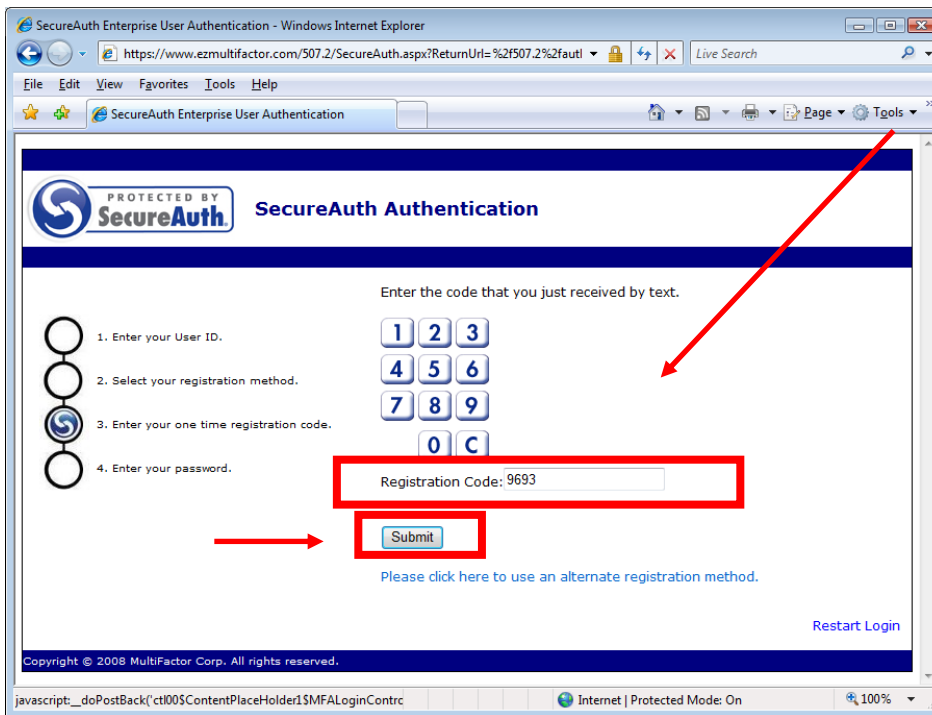 SecureAuth Enterprise User Authentication - Windows Internet Explorer
https://www.ezmultifactor.com/507.2/SecureAuth.aspx?ReturnUrl=%2f507.2%2fautl
Live Search
File Edit View Favorites Tools Help
SecureAuth Enterprise User Authentication
Page Tools
PROTECTED BY
SecureAuth.
SecureAuth Authentication
Enter the code that you just received by text.
1. Enter your User ID.
2. Select your registration method.
3. Enter your one time registration code.
4. Enter your password.
1 2 3
4 5 6
7 8 9
0 C
Registration Code: 9693
Submit
Please click here to use an alternate registration method.
Restart Login
Copyright © 2008 MultiFactor Corp. All rights reserved.
javascript:__doPostBack('ctl00$ContentPlaceHolder1$MFALoginContrc
Internet | Protected Mode: On
100%